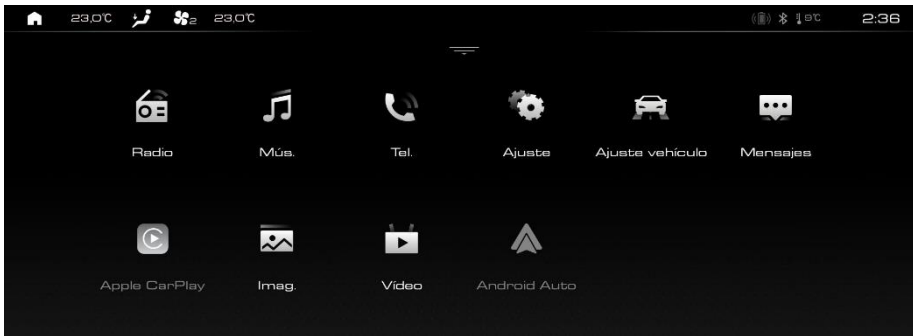 23,0℃ 2 23,0℃ 2:36
Radio Mús. Tel. Ajuste Ajuste vehículo Mensajes
Apple CarPlay Imag. Vídeo Android Auto